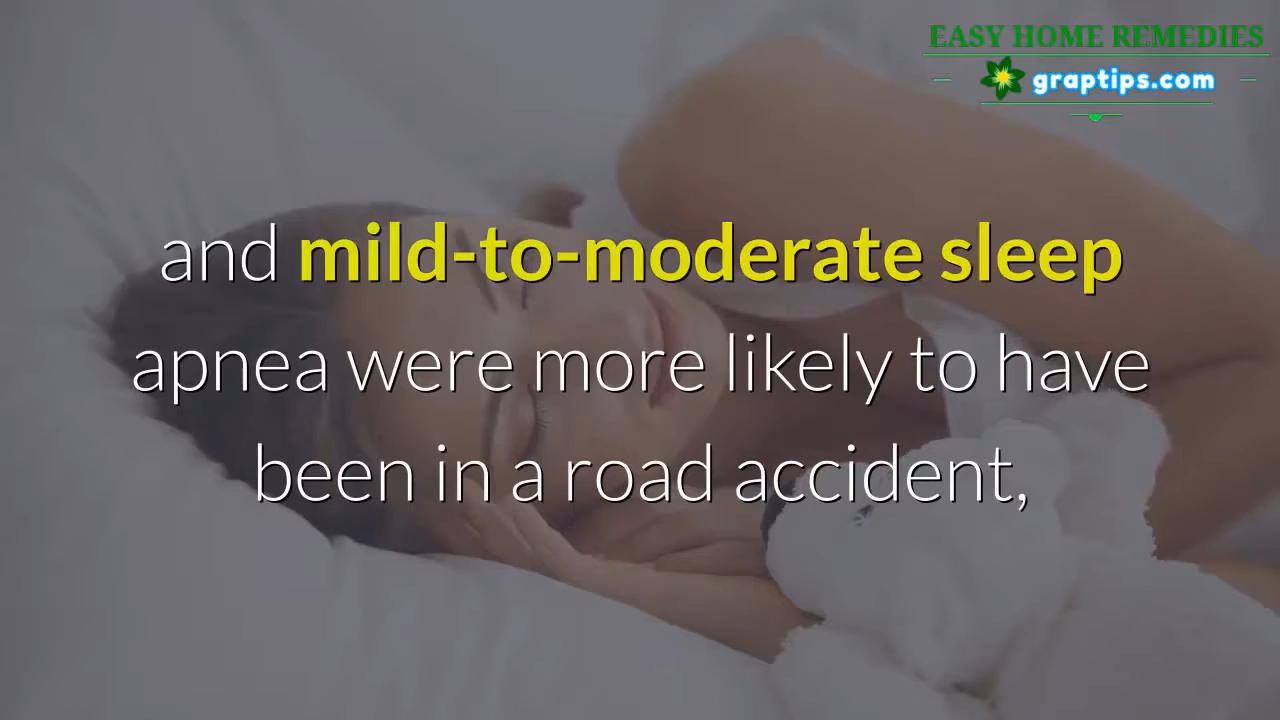 EASY HOME REMEDIES
graptips.com
and mild-to-moderate sleep
apnea were more likely to have
been in a road accident,